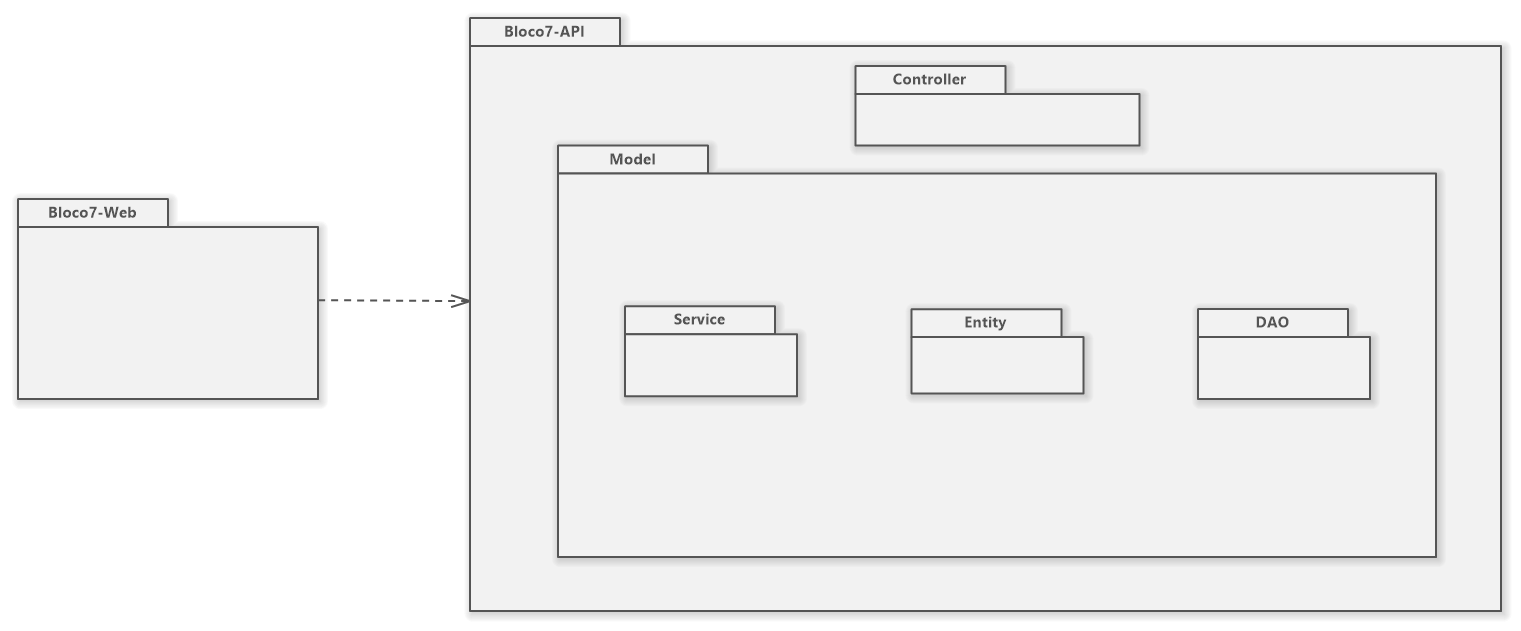 Bloco7-API
Controller
Model
Bloco7-Web
Service
Entity
DAO